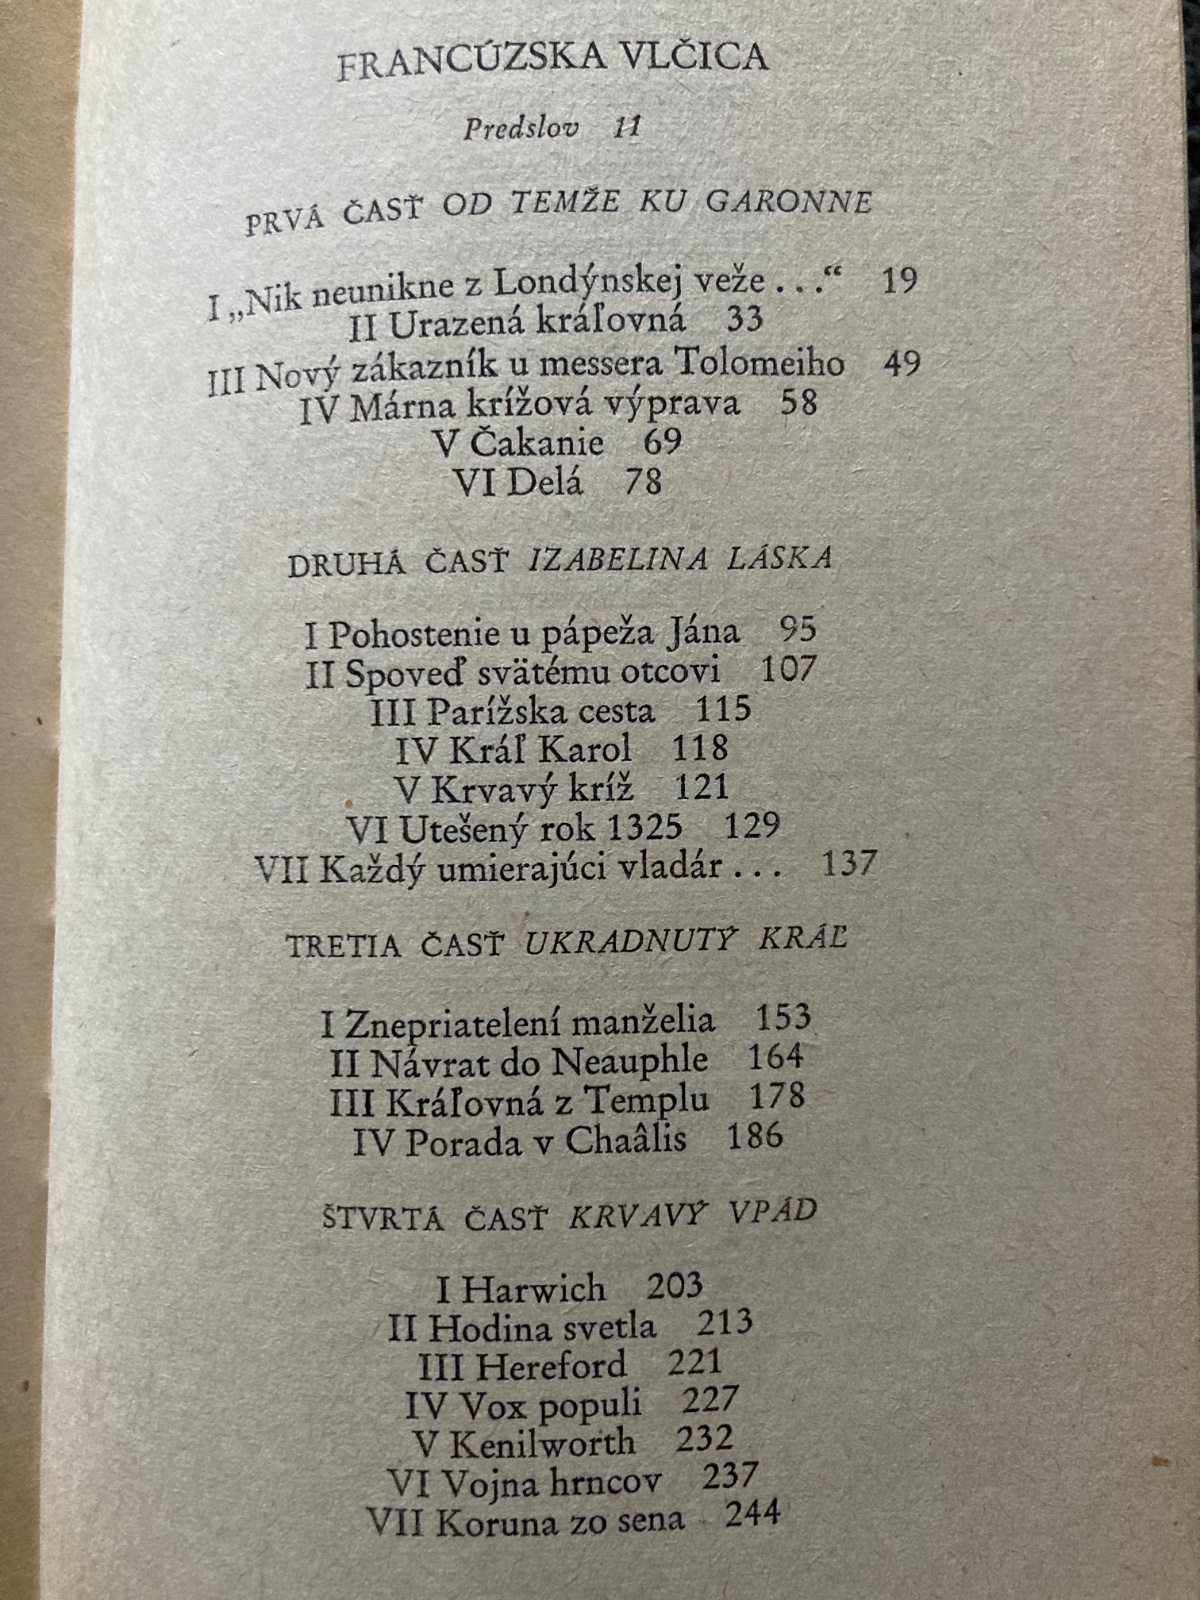 FRANCÚZSKA VLČICA
Predslov 11
PRVÁ ČASŤ OD TEMŽE KU GARONNE
I „Nik neunikne z Londýnskej veže . . .“ 19
II Urazená kráľovná 33
III Nový zákazník u messera Tolomeiho 49
IV Márna krížová výprava 58
V Čakanie 69
VI Delá 78
DRUHÁ ČASŤ IZABELINA LÁSKA
I Pohostenie u pápeža Jána 95
II Spoveď svätému otcovi 107
III Parížska cesta 115
IV Kráľ Karol 118
V Krvavý kríž 121
VI Utešený rok 1325 129
VII Každý umierajúci vladár . . . 137
TRETIA ČASŤ UKRADNUTÝ KRÁĽ
I Znepriatelení manželia 153
II Návrat do Neauphle 164
III Kráľovná z Templu 178
IV Porada v Chaâlis 186
ŠTVRTÁ ČASŤ KRVAVÝ VPÁD
I Harwich 203
II Hodina svetla 213
III Hereford 221
IV Vox populi 227
V Kenilworth 232
VI Vojna hrncov 237
VII Koruna zo sena 244